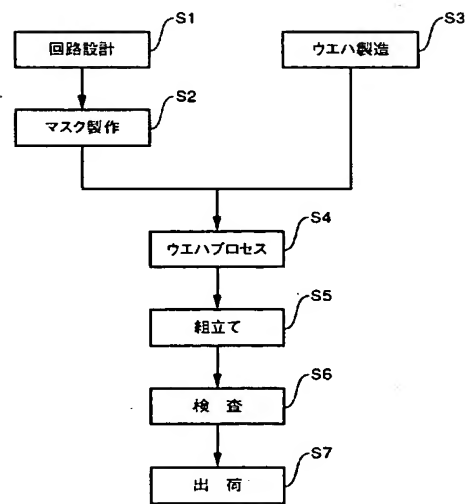 S1
回路設計
S3
ウエハ製造
S2
マスク製作
S4
ウエハプロセス
S5
組立て
S6
検 査
S7
出 荷